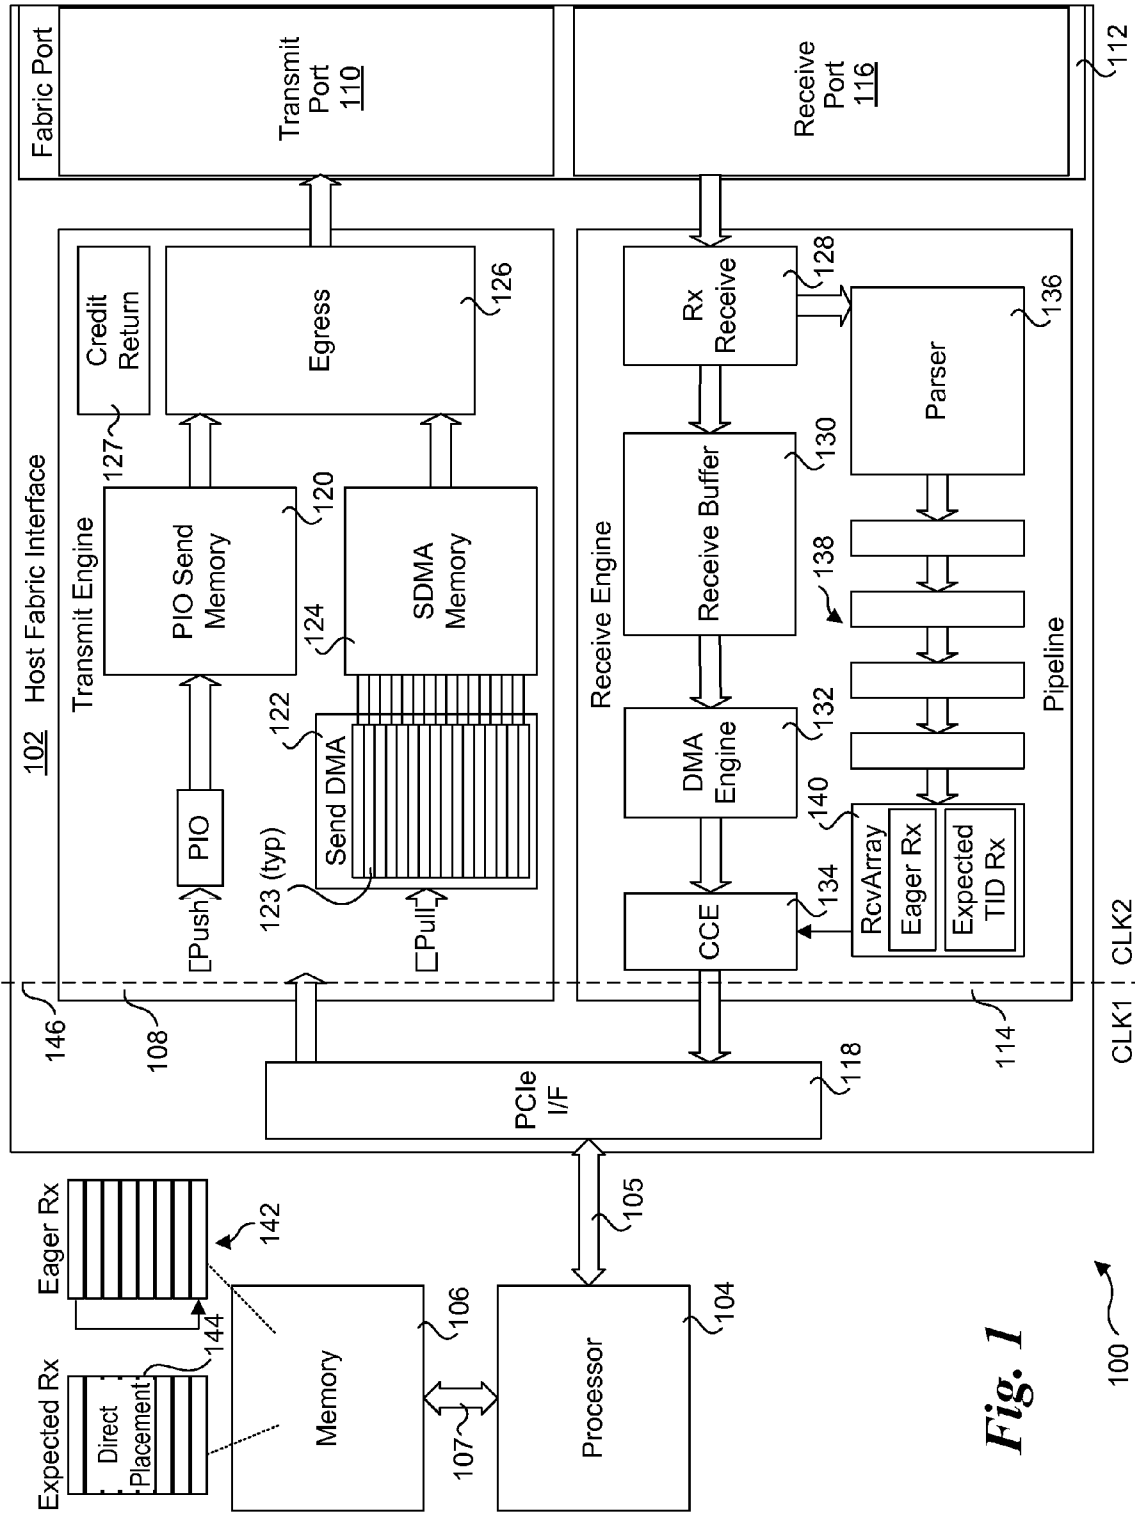 102 Host Fabric Interface
146
108
Transmit Engine
127
Credit
Return
Fabric Port
Push
PIO
PIO Send
Memory
120
Egress
126
Transmit
Port
110
Pull
123 (typ)
Send DMA
122
124
SDMA
Memory
Receive Engine
CCE
134
DMA
Engine
132
Receive Buffer
130
Rx
Receive
128
Receive
Port
116
112
RcvArray
140
Eager Rx
Expected
TID Rx
138
Pipeline
Parser
136
114
CLK1
CLK2
PCIe
I/F
118
105
Expected Rx
Direct
Placement
144
Eager Rx
142
Memory
106
107
Processor
104
Fig. 1
100